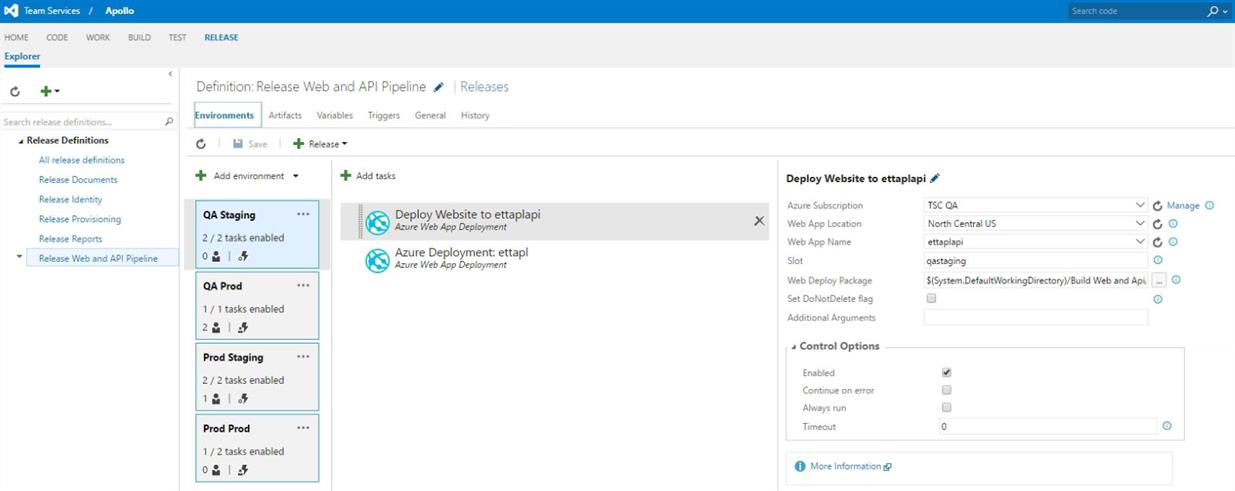 Team Services / Apollo Search code
HOME CODE WORK BUILD TEST RELEASE
Explorer
Search release definitions...
Release Definitions
All release definitions
Release Documents
Release Identity
Release Provisioning
Release Reports
Release Web and API Pipeline
Definition: Release Web and API Pipeline | Releases
Environments Artifacts Variables Triggers General History
Save Release
Add environment
QA Staging ...
2 / 2 tasks enabled
0
QA Prod ...
1 / 1 tasks enabled
2
Prod Staging ...
2 / 2 tasks enabled
1
Prod Prod ...
1 / 2 tasks enabled
0
Add tasks
Deploy Website to ettaplapi
Azure Web App Deployment
Azure Deployment: ettapl
Azure Web App Deployment
Deploy Website to ettaplapi
Azure Subscription TSC QA Manage
Web App Location North Central US
Web App Name ettaplapi
Slot qastaging
Web Deploy Package $(System.DefaultWorkingDirectory)/Build Web and Api, ...
Set DoNotDelete flag
Additional Arguments
Control Options
Enabled
Continue on error
Always run
Timeout 0
More Information